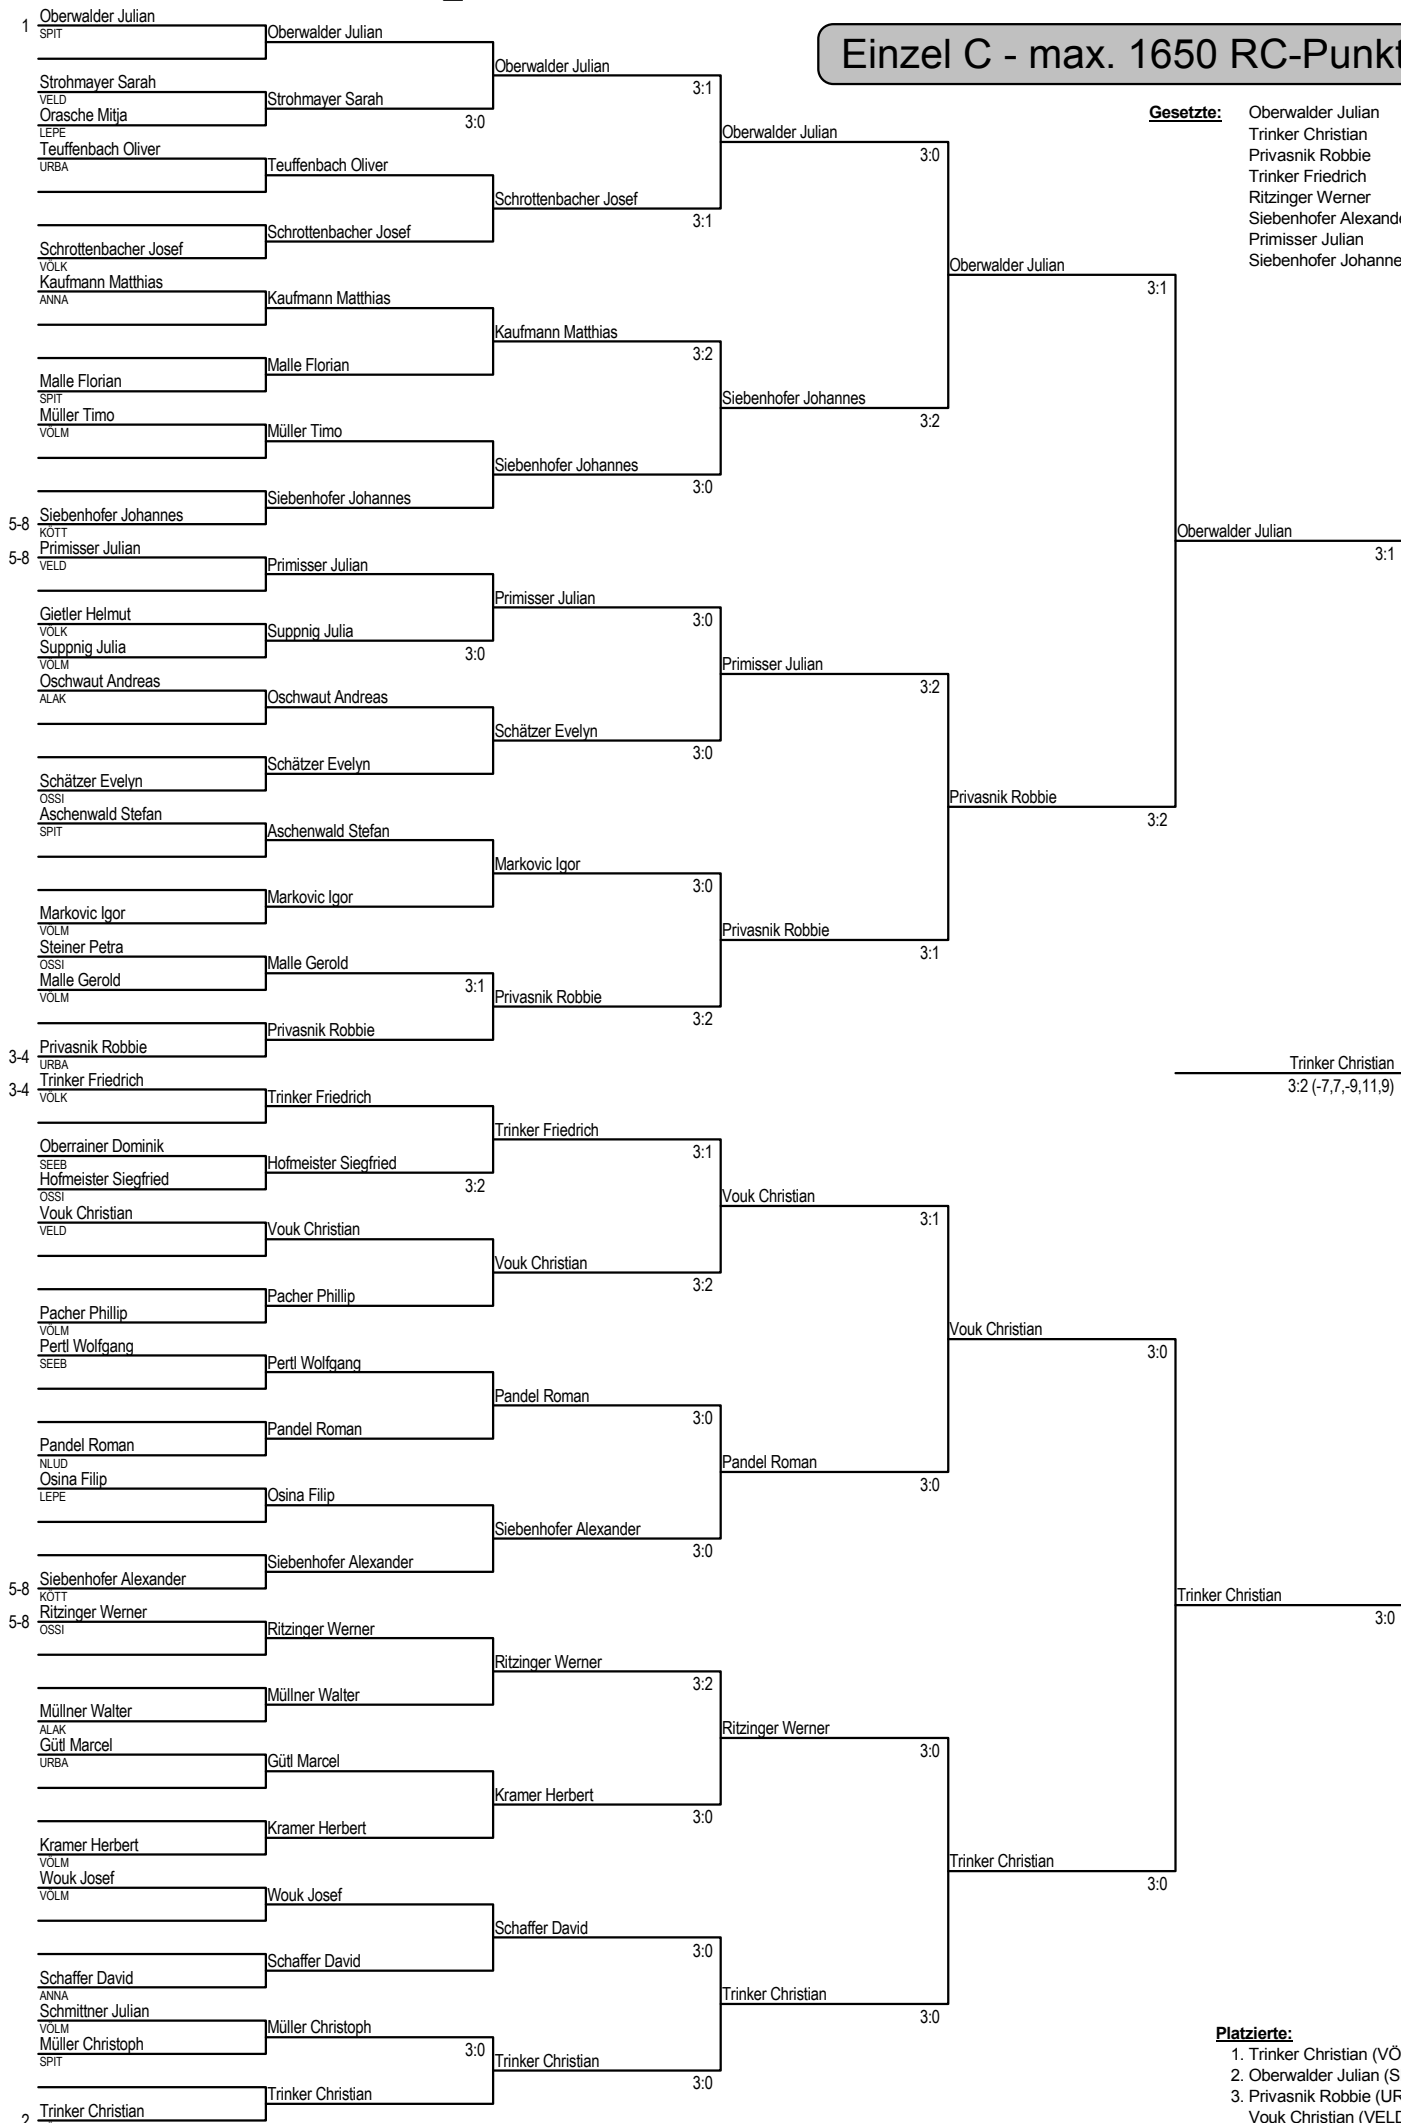 Einzel C - max. 1650 RC-Punkt
Gesetzte: Oberwalder Julian
Trinker Christian
Privasnik Robbie
Trinker Friedrich
Ritzinger Werner
Siebenhofer Alexande
Primisser Julian
Siebenhofer Johanne
1 Oberwalder Julian
SPIT
Strohmayer Sarah
VELD
Orasche Mitja
LEPE
Teuffenbach Oliver
URBA
Schrottenbacher Josef
VÖLK
Kaufmann Matthias
ANNA
Malle Florian
SPIT
Müller Timo
VÖLM
5-8 Siebenhofer Johannes
KÖTT
5-8 Primisser Julian
VELD
Gietler Helmut
VÖLK
Suppnig Julia
VÖLM
Oschwaut Andreas
ALAK
Schätzer Evelyn
OSSI
Aschenwald Stefan
SPIT
Markovic Igor
VÖLM
Steiner Petra
OSSI
Malle Gerold
VÖLM
3-4 Privasnik Robbie
URBA
3-4 Trinker Friedrich
VÖLK
Oberrainer Dominik
SEEB
Hofmeister Siegfried
OSSI
Vouk Christian
VELD
Pacher Phillip
VÖLM
Pertl Wolfgang
SEEB
Pandel Roman
NLUD
Osina Filip
LEPE
5-8 Siebenhofer Alexander
KÖTT
5-8 Ritzinger Werner
OSSI
Müllner Walter
ALAK
Gütl Marcel
URBA
Kramer Herbert
VÖLM
Wouk Josef
VÖLM
Schaffer David
ANNA
Schmittner Julian
VÖLM
Müller Christoph
SPIT
2 Trinker Christian
Oberwalder Julian
Strohmayer Sarah
3:0
Teuffenbach Oliver
Schrottenbacher Josef
Kaufmann Matthias
Malle Florian
Müller Timo
Siebenhofer Johannes
Primisser Julian
Suppnig Julia
3:0
Oschwaut Andreas
Schätzer Evelyn
Aschenwald Stefan
Markovic Igor
Malle Gerold
3:1
Privasnik Robbie
Trinker Friedrich
Hofmeister Siegfried
3:2
Vouk Christian
Pacher Phillip
Pertl Wolfgang
Pandel Roman
Osina Filip
Siebenhofer Alexander
Ritzinger Werner
Müllner Walter
Gütl Marcel
Kramer Herbert
Wouk Josef
Schaffer David
Müller Christoph
3:0
Trinker Christian
Oberwalder Julian
3:1
Schrottenbacher Josef
3:1
Kaufmann Matthias
3:2
Siebenhofer Johannes
3:0
Primisser Julian
3:0
Schätzer Evelyn
3:0
Markovic Igor
3:0
Privasnik Robbie
3:2
Trinker Friedrich
3:1
Vouk Christian
3:2
Pandel Roman
3:0
Siebenhofer Alexander
3:0
Ritzinger Werner
3:2
Kramer Herbert
3:0
Schaffer David
3:0
Trinker Christian
3:0
Oberwalder Julian
3:0
Siebenhofer Johannes
3:2
Primisser Julian
3:2
Privasnik Robbie
3:1
Vouk Christian
3:1
Pandel Roman
3:0
Ritzinger Werner
3:0
Trinker Christian
3:0
Oberwalder Julian
3:1
Privasnik Robbie
3:2
Vouk Christian
3:0
Trinker Christian
3:0
Oberwalder Julian
3:1
Trinker Christian
3:0
Trinker Christian
3:2 (-7,7,-9,11,9)
Platzierte:
1. Trinker Christian (VÖ
2. Oberwalder Julian (S
3. Privasnik Robbie (UR
Vouk Christian (VELD